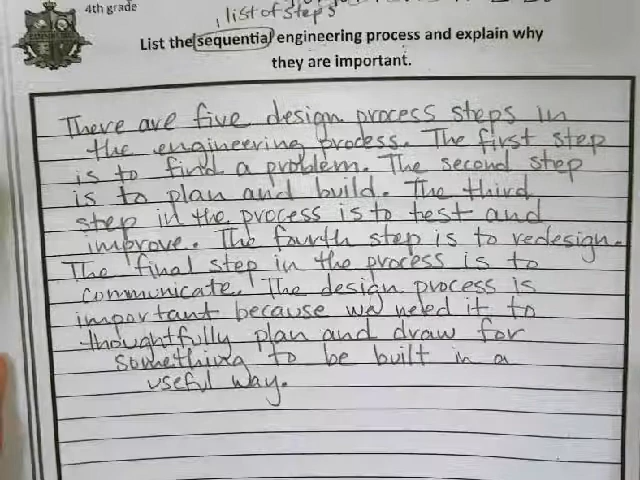 4th grade
list of steps
List the sequential engineering process and explain why
they are important.
There are five design process steps in
the engineering process. The first step
is to find a problem. The second step
is to plan and build. The third
step in the process is to test and
improve. The fourth step is to redesign.
The final step in the process is to
communicate. The design process is
important because we need it to
thoughtfully plan and draw for
something to be built in a
useful way.